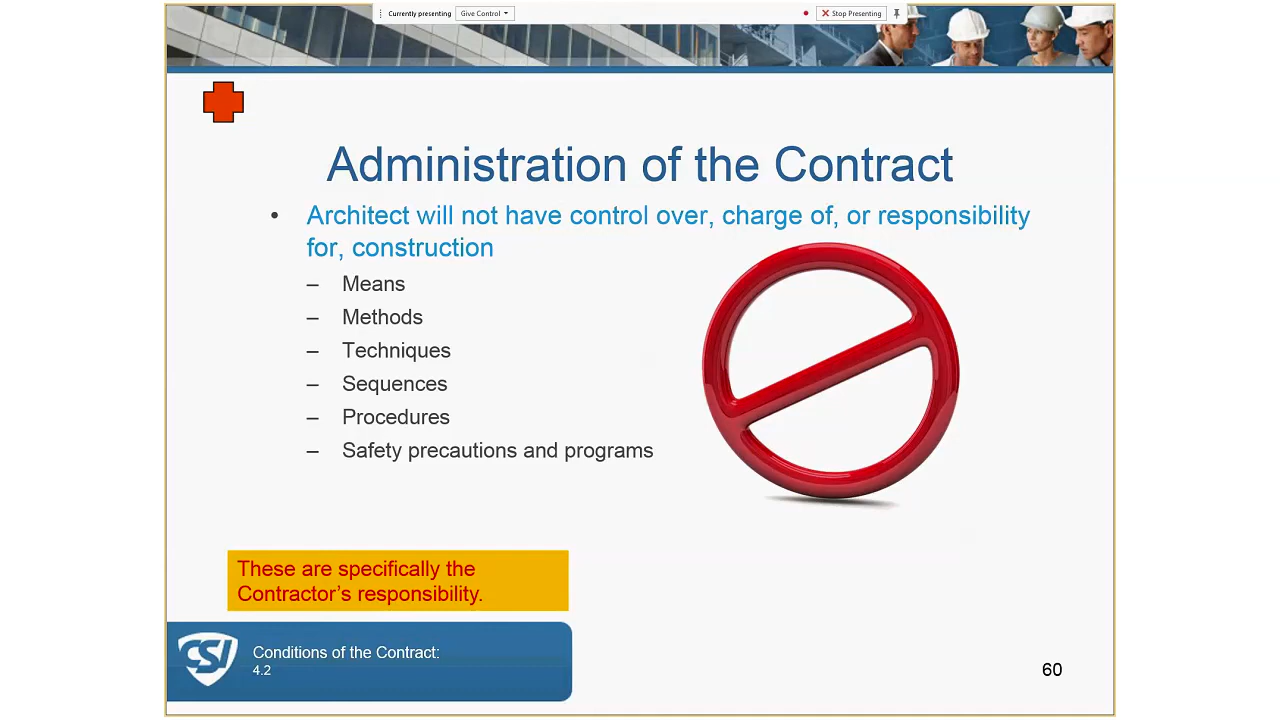 Currently presenting Give Control Stop Presenting
Administration of the Contract
• Architect will not have control over, charge of, or responsibility
for, construction
– Means
– Methods
– Techniques
– Sequences
– Procedures
– Safety precautions and programs
These are specifically the
Contractor’s responsibility.
CSI
Conditions of the Contract:
4.2
60